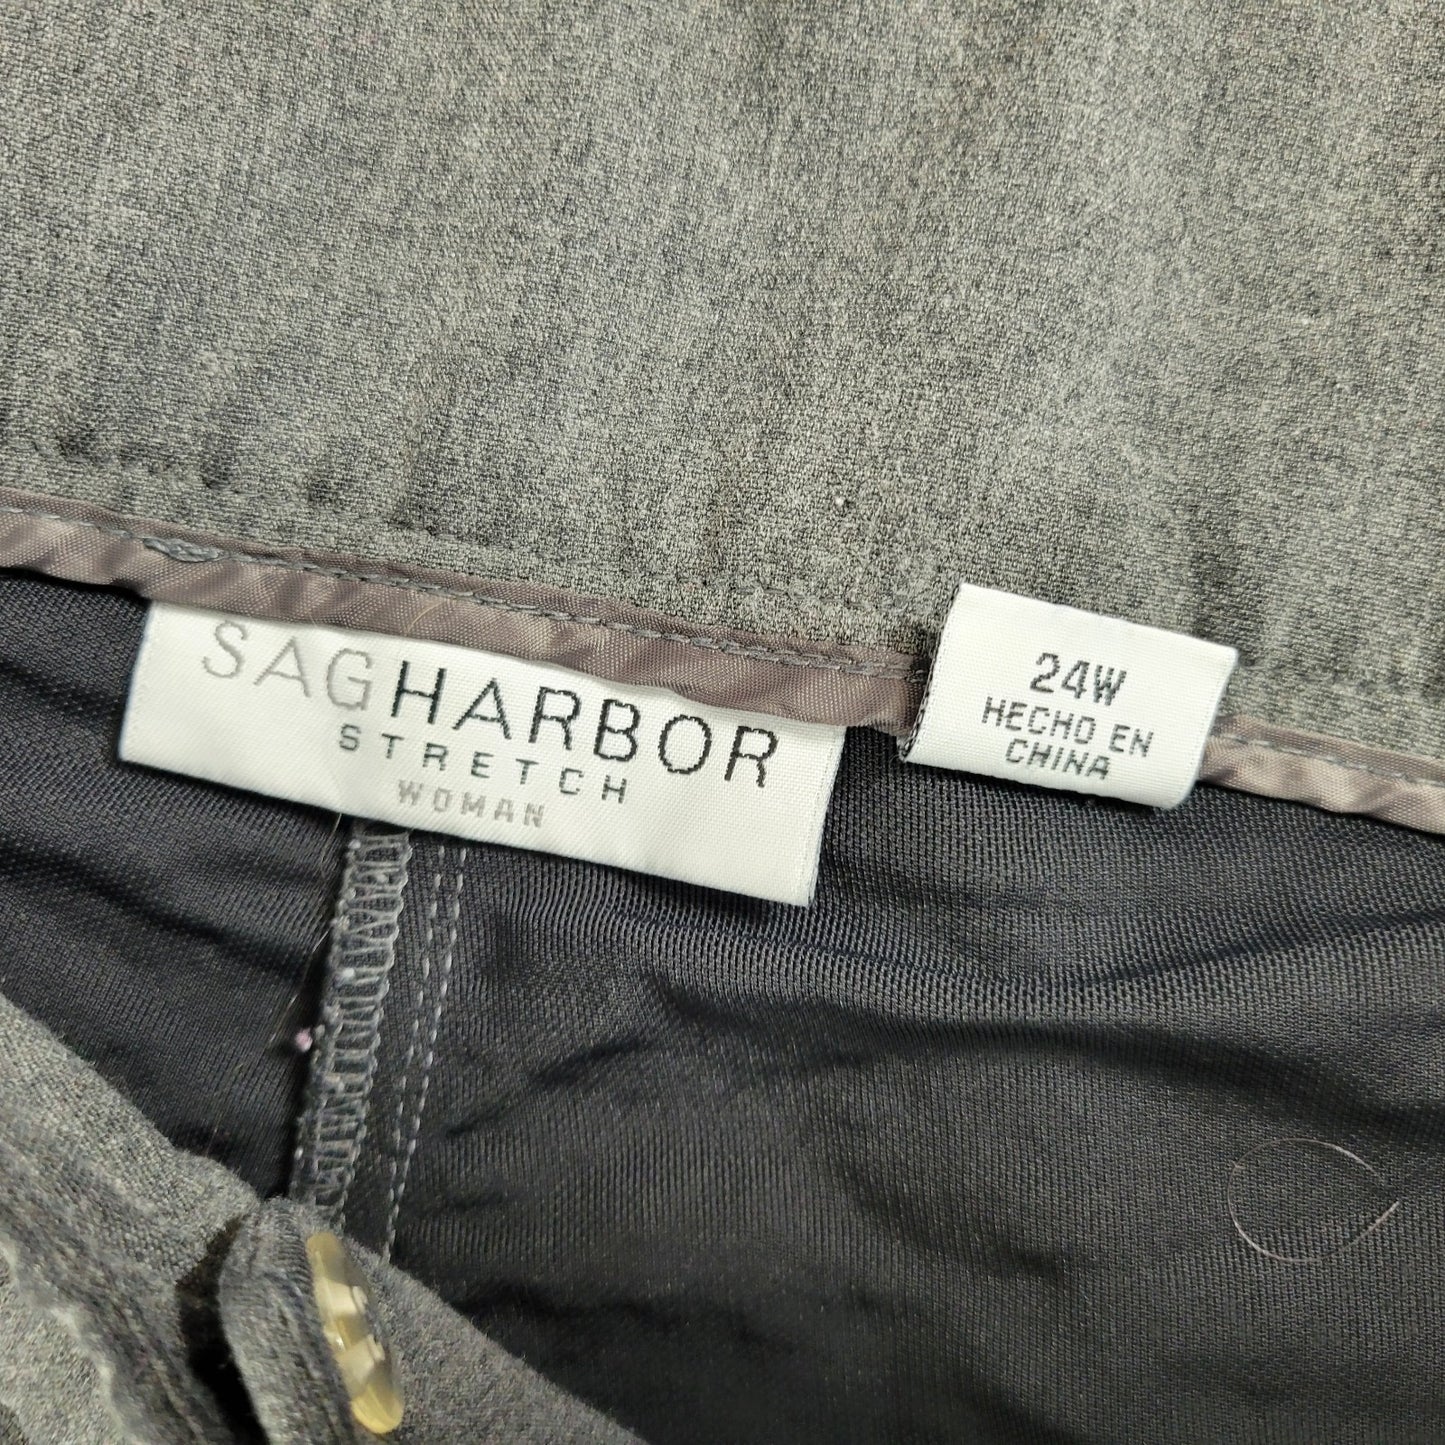 SAGHARBOR
STRETCH
WOMAN
24W
HECHO EN
CHINA